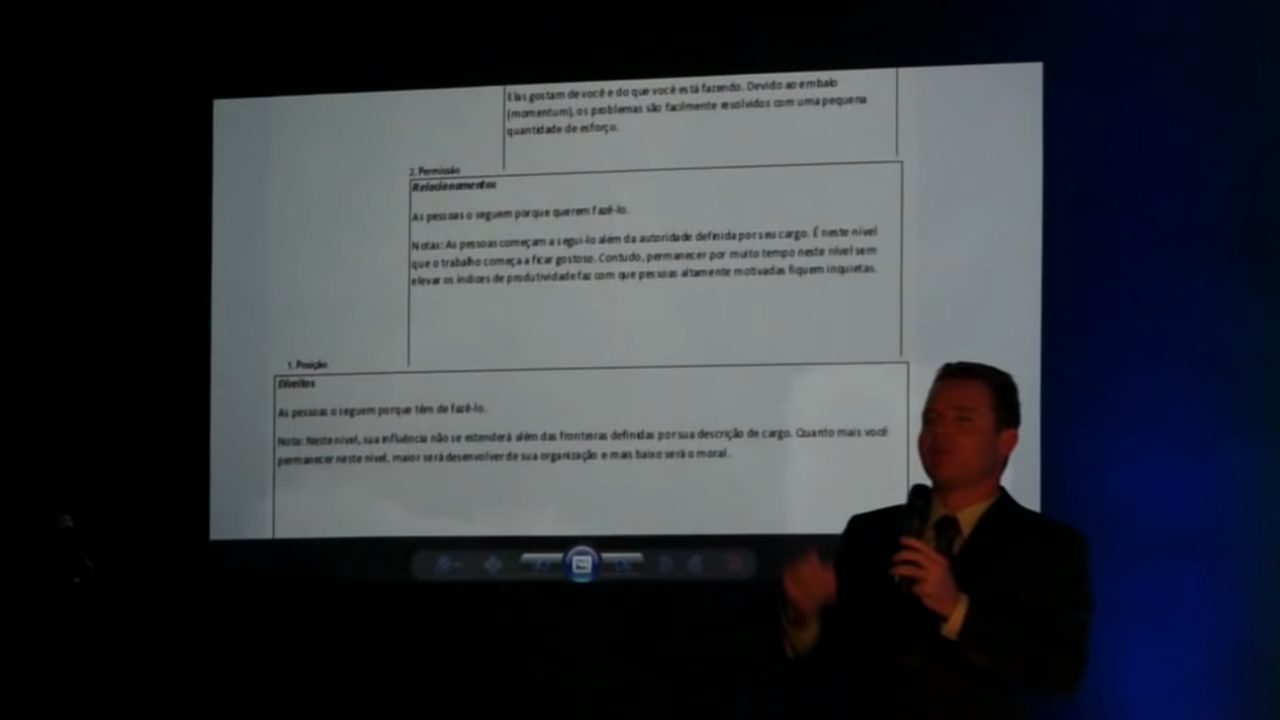 Elas gostam de você e do que você está fazendo. Devido ao embalo
(momentum), os problemas são facilmente resolvidos com uma pequena
quantidade de esforço.
2. Permissão
Relacionamentos
As pessoas o seguem porque querem fazê-lo.
Notas: As pessoas começam a segui-lo além da autoridade definida por seu cargo. É neste nível
que o trabalho começa a ficar gostoso. Contudo, permanecer por muito tempo neste nível sem
elevar os índices de produtividade faz com que pessoas altamente motivadas fiquem inquietas.
1. Posição
Direitos
As pessoas o seguem porque têm de fazê-lo.
Nota: Neste nível, sua influência não se estenderá além das fronteiras definidas por sua descrição de cargo. Quanto mais você
permanecer neste nível, maior será desenvolver de sua organização e mais baixo será o moral.